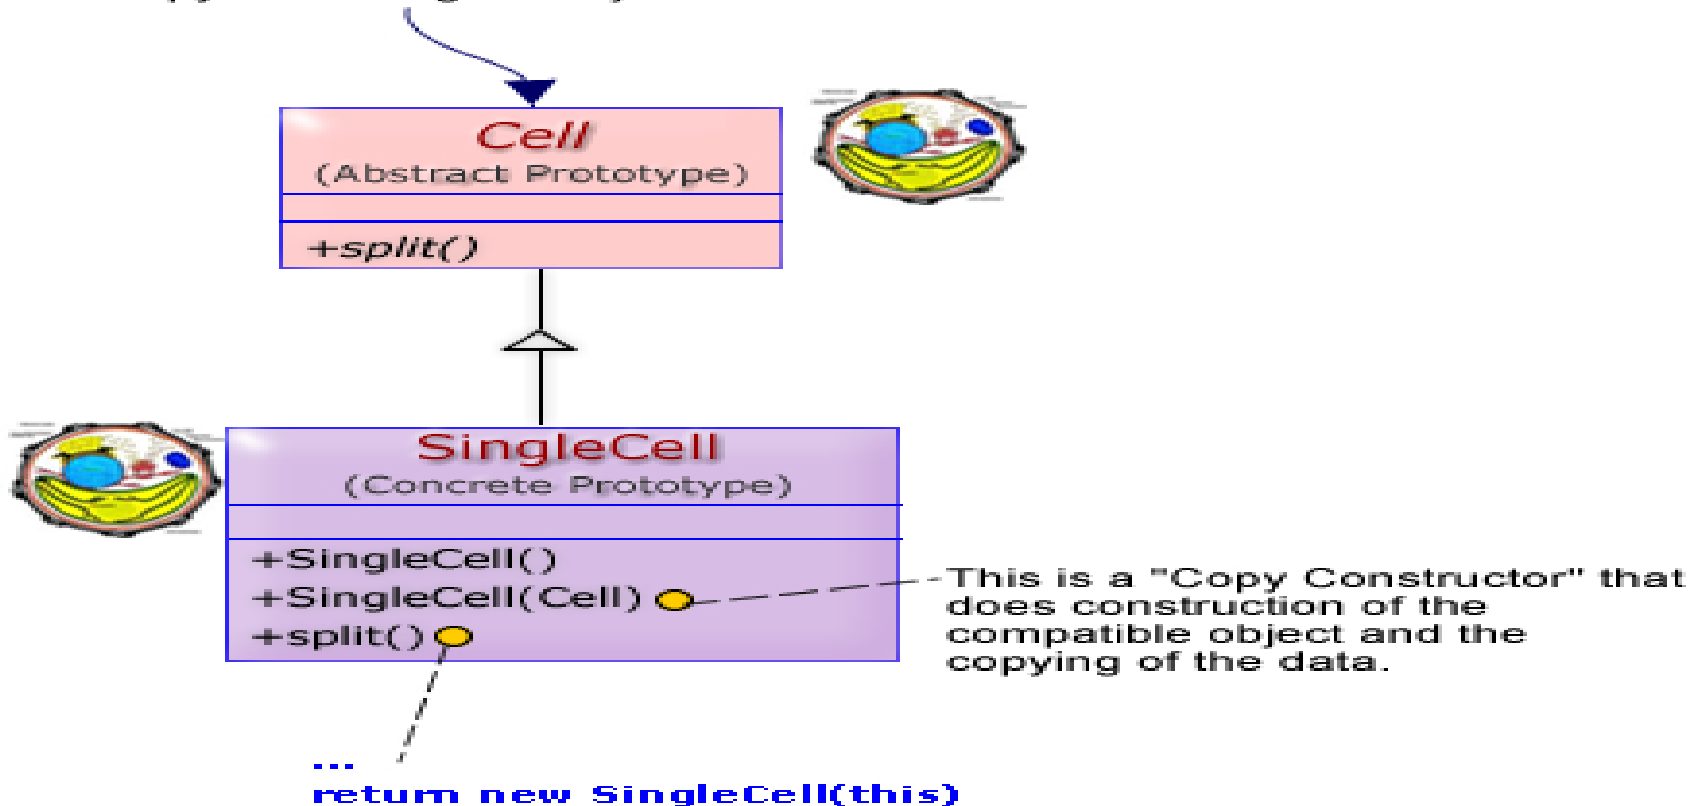 Cell
(Abstract Prototype)
+split()
SingleCell
(Concrete Prototype)
+SingleCell()
+SingleCell(Cell)
+split()
This is a "Copy Constructor" that
does construction of the
compatible object and the
copying of the data.
...
return new SingleCell(this)